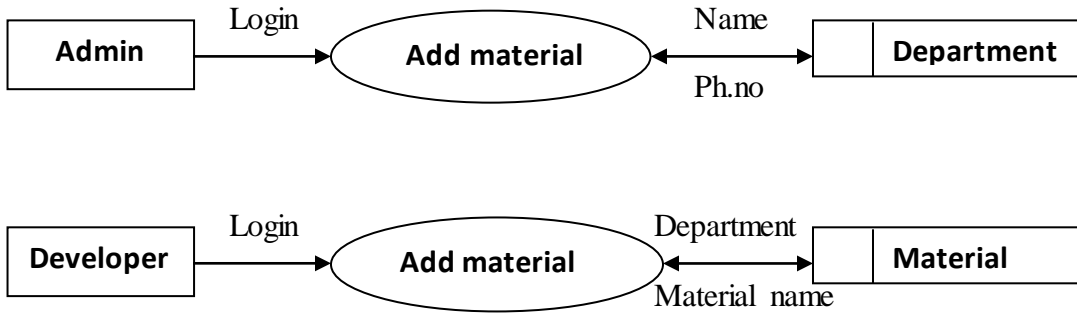 Login
Name
Admin
Add material
Department
Ph.no
Login
Department
Developer
Add material
Material
Material name